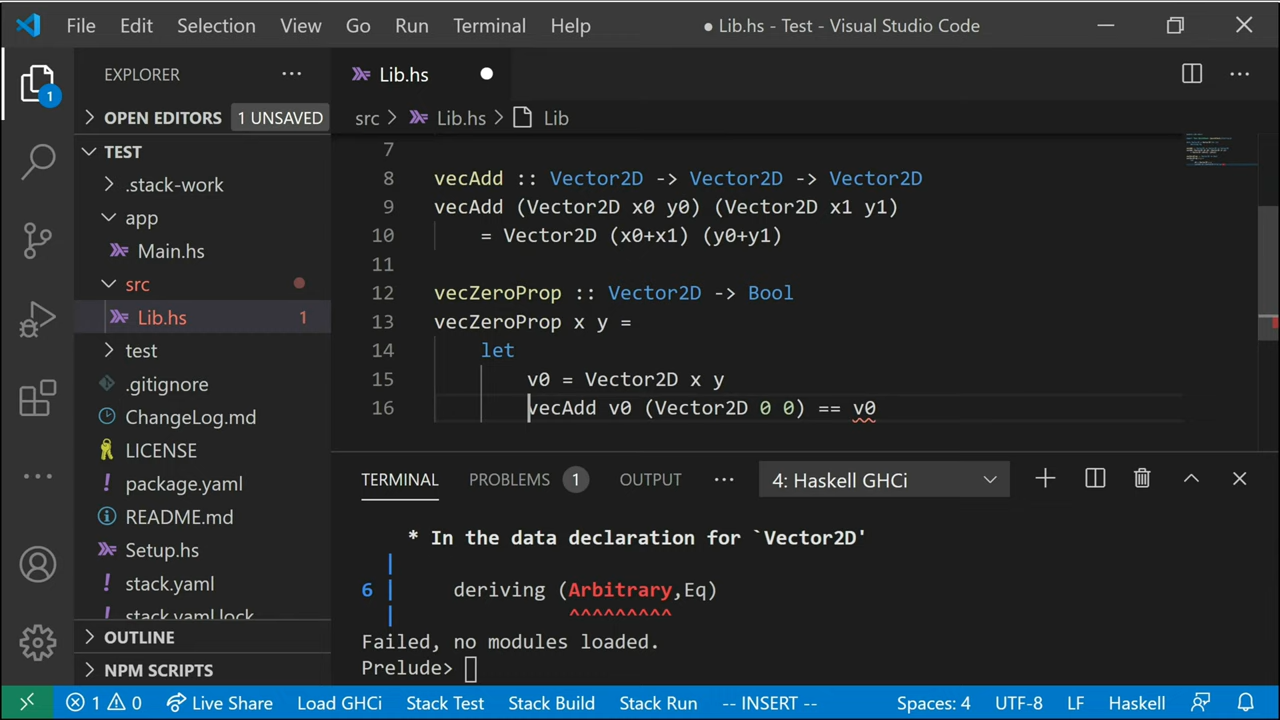 File Edit Selection View Go Run Terminal Help ● Lib.hs - Test - Visual Studio Code
EXPLORER ···
Lib.hs
OPEN EDITORS 1 UNSAVED
src > Lib.hs > Lib
TEST
.stack-work
app
Main.hs
src
Lib.hs 1
test
.gitignore
ChangeLog.md
LICENSE
package.yaml
README.md
Setup.hs
stack.yaml
stack.yaml.lock
OUTLINE
NPM SCRIPTS
1
7
8 vecAdd :: Vector2D -> Vector2D -> Vector2D
9 vecAdd (Vector2D x0 y0) (Vector2D x1 y1)
10 = Vector2D (x0+x1) (y0+y1)
11
12 vecZeroProp :: Vector2D -> Bool
13 vecZeroProp x y =
14 let
15 v0 = Vector2D x y
16 vecAdd v0 (Vector2D 0 0) == v0
TERMINAL PROBLEMS 1 OUTPUT ··· 4: Haskell GHCi
* In the data declaration for `Vector2D'
|
6 | deriving (Arbitrary,Eq)
| ^^^^^^^^^
Failed, no modules loaded.
Prelude>
1 0 Live Share Load GHCi Stack Test Stack Build Stack Run -- INSERT -- Spaces: 4 UTF-8 LF Haskell